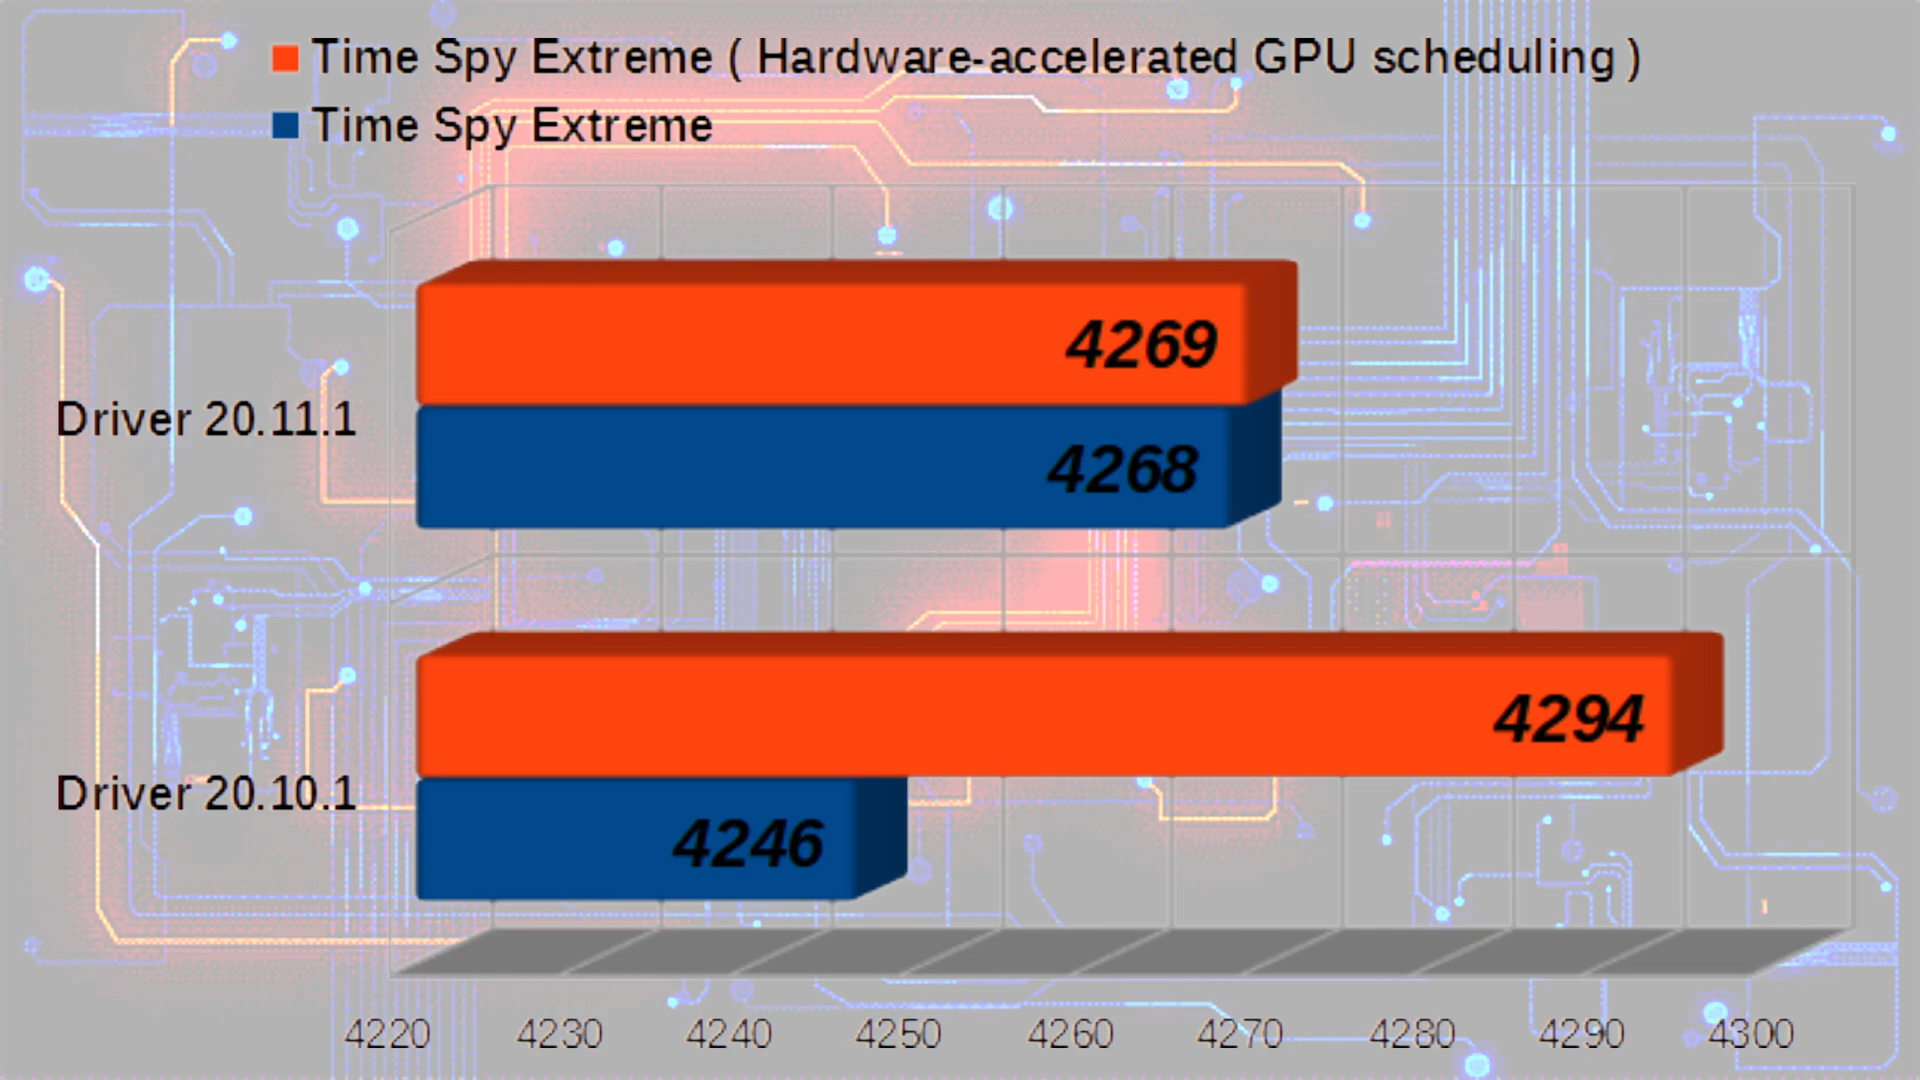 Time Spy Extreme ( Hardware-accelerated GPU scheduling )
Time Spy Extreme
4269
Driver 20.11.1
4268
4294
Driver 20.10.1
4246
4220 4230 4240 4250 4260 4270 4280 4290 4300